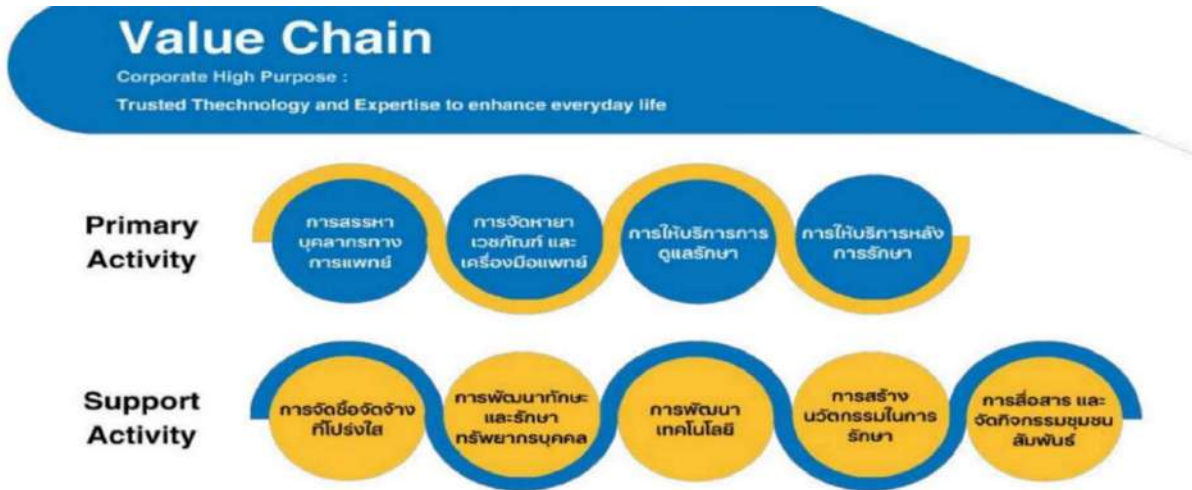 Value Chain
Corporate High Purpose :
Trusted Thechnology and Expertise to enhance everyday life
Primary
Activity
การสรรหา
บุคลากรทาง
การแพทย์
การจัดหายา
เวชภัณฑ์ และ
เครื่องมือแพทย์
การให้บริการการ
ดูแลรักษา
การให้บริการหลัง
การรักษา
Support
Activity
การจัดซื้อจัดจ้าง
ที่โปร่งใส
การพัฒนาทักษะ
และรักษา
ทรัพยากรบุคคล
การพัฒนา
เทคโนโลยี
การสร้าง
นวัตกรรมในการ
รักษา
การสื่อสาร และ
จัดกิจกรรมชุมชน
สัมพันธ์